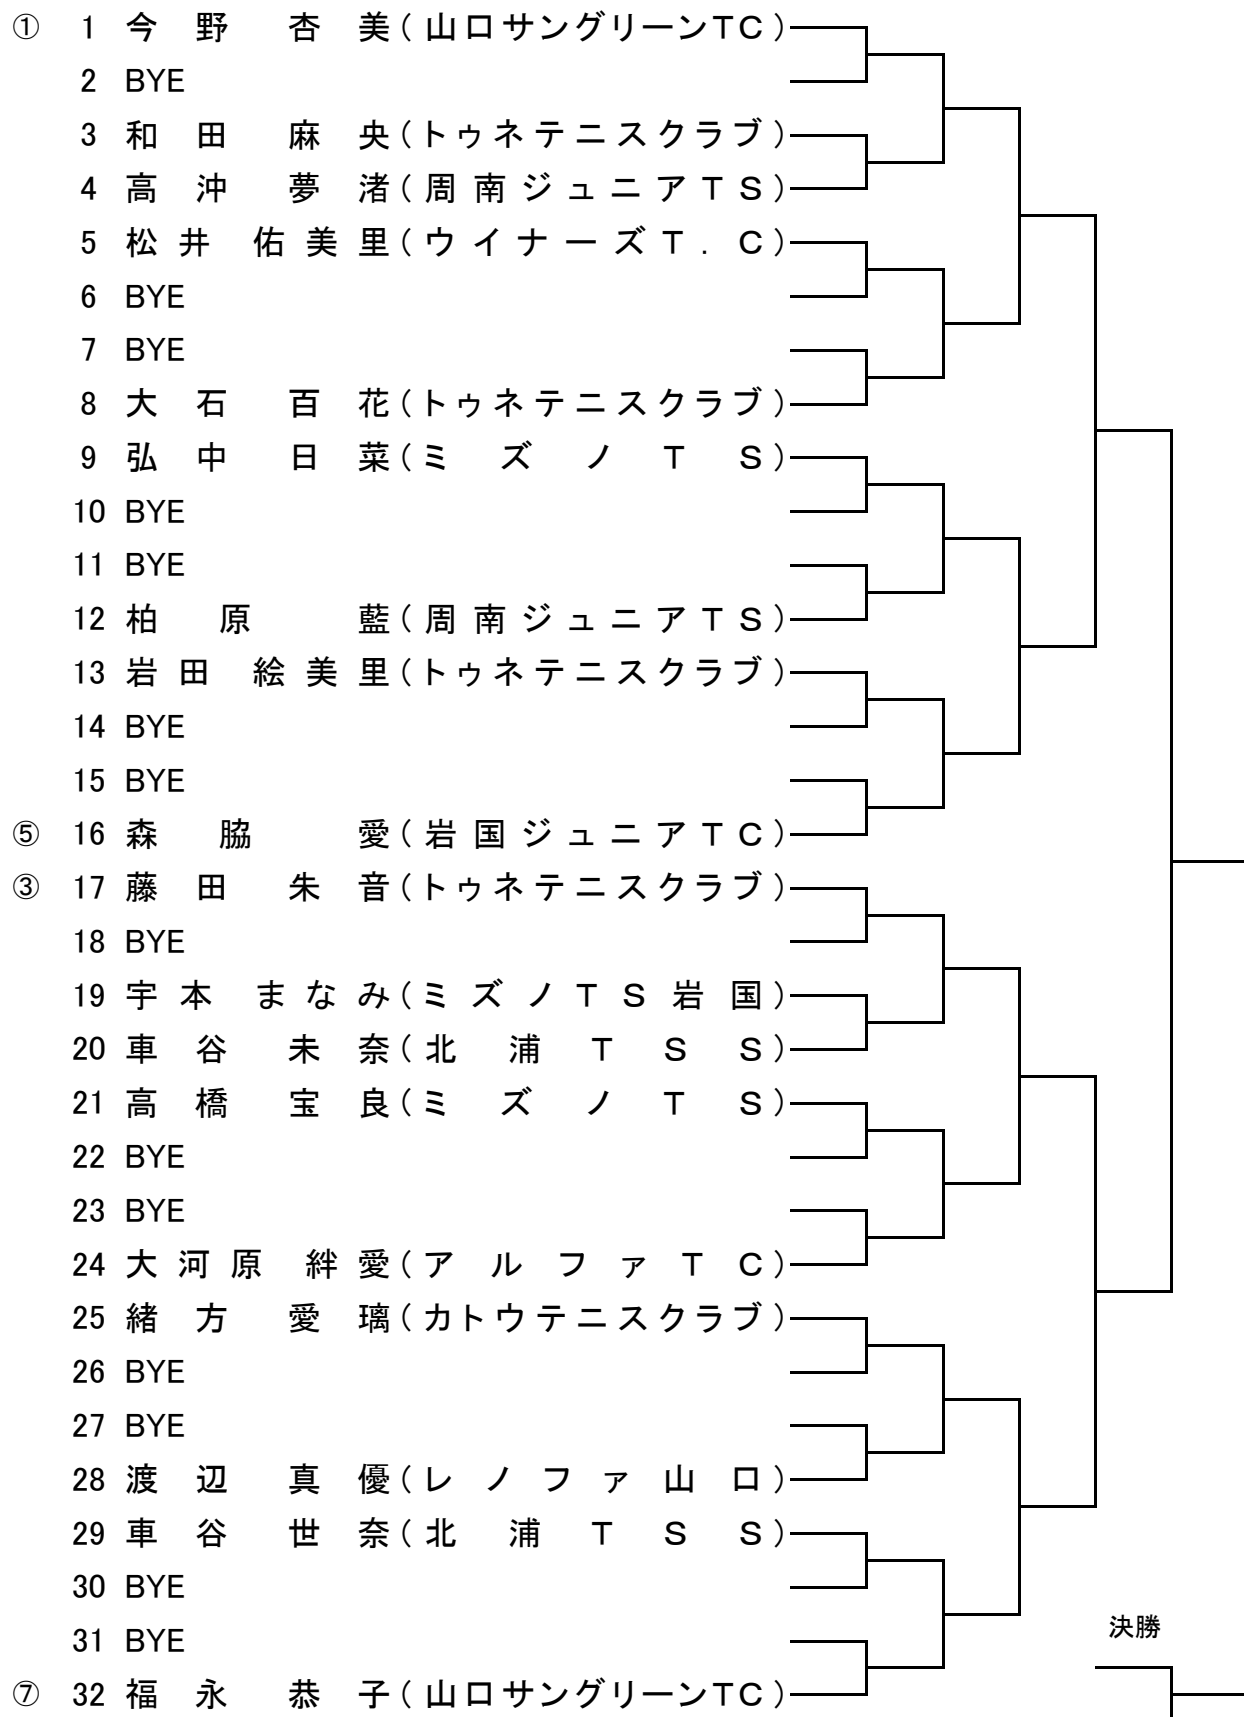 ① 1 今野 杏美(山口サングリーンTC)
2 BYE
3 和田 麻央(トゥネテニスクラブ)
4 高沖 夢渚(周南ジュニアTS)
5 松井 佑美里(ウイナーズT.C)
6 BYE
7 BYE
8 大石 百花(トゥネテニスクラブ)
9 弘中 日菜(ミズノTS)
10 BYE
11 BYE
12 柏原 藍(周南ジュニアTS)
13 岩田 絵美里(トゥネテニスクラブ)
14 BYE
15 BYE
⑤ 16 森脇 愛(岩国ジュニアTC)
③ 17 藤田 朱音(トゥネテニスクラブ)
18 BYE
19 宇本 まなみ(ミズノTS岩国)
20 車谷 未奈(北浦TSS)
21 高橋 宝良(ミズノTS)
22 BYE
23 BYE
24 大河原 絆愛(アルファTC)
25 緒方 愛璃(カトウテニスクラブ)
26 BYE
27 BYE
28 渡辺 真優(レノファ山口)
29 車谷 世奈(北浦TSS)
30 BYE
31 BYE
決勝
⑦ 32 福永 恭子(山口サングリーンTC)